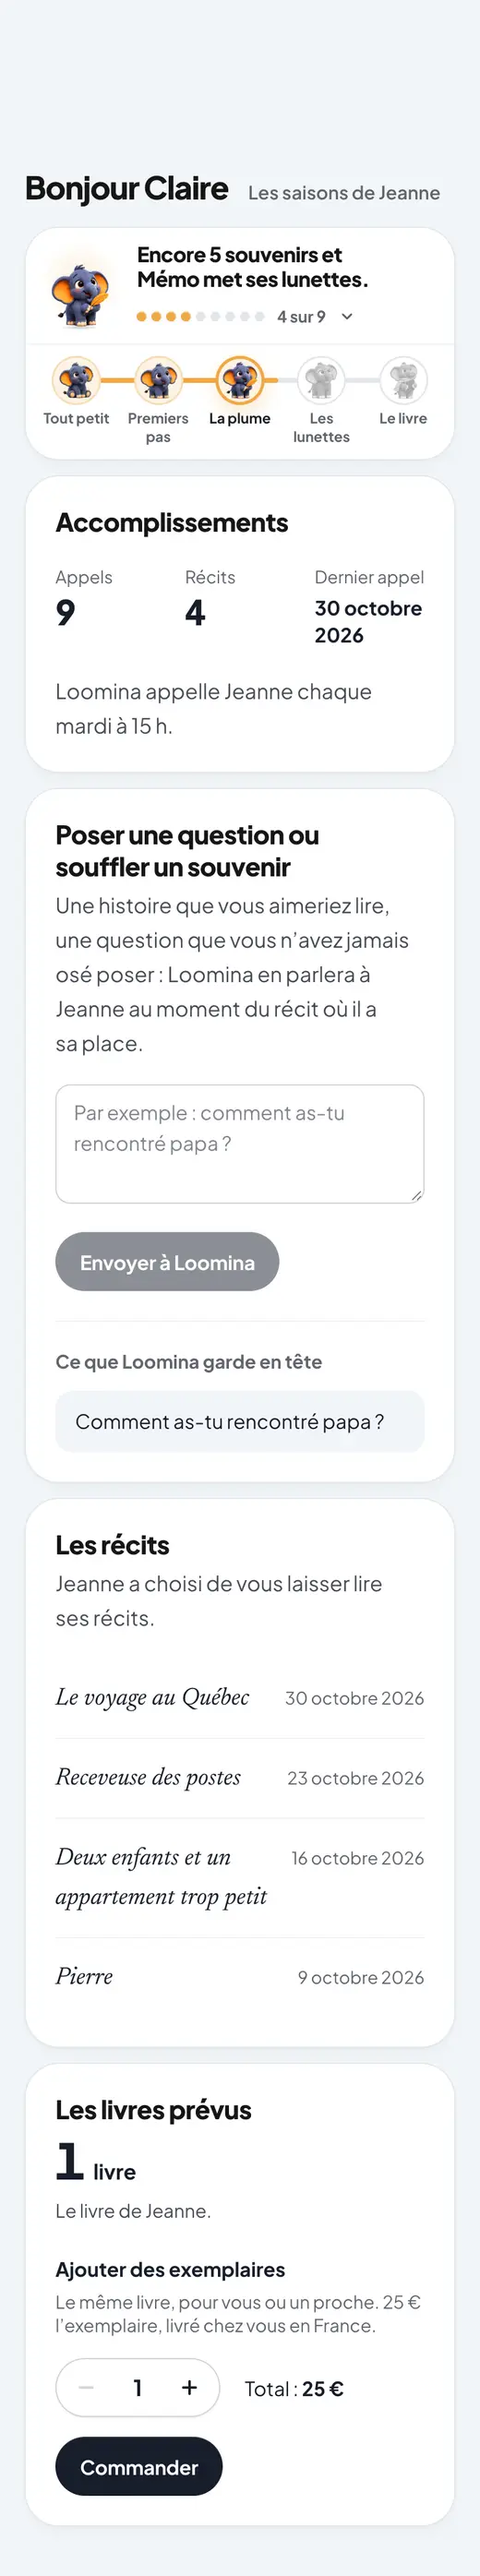 Bonjour Claire Les saisons de Jeanne
Encore 5 souvenirs et
Mémo met ses lunettes.
4 sur 9
Tout petit
Premiers
pas
La plume
Les
lunettes
Le livre
Accomplissements
Appels
9
Récits
4
Dernier appel
30 octobre
2026
Loomina appelle Jeanne chaque
mardi à 15 h.
Poser une question ou
souffler un souvenir
Une histoire que vous aimeriez lire,
une question que vous n’avez jamais
osé poser : Loomina en parlera à
Jeanne au moment du récit où il a
sa place.
Par exemple : comment as-tu
rencontré papa ?
Envoyer à Loomina
Ce que Loomina garde en tête
Comment as-tu rencontré papa ?
Les récits
Jeanne a choisi de vous laisser lire
ses récits.
Le voyage au Québec 30 octobre 2026
Receveuse des postes 23 octobre 2026
Deux enfants et un 16 octobre 2026
appartement trop petit
Pierre 9 octobre 2026
Les livres prévus
1 livre
Le livre de Jeanne.
Ajouter des exemplaires
Le même livre, pour vous ou un proche. 25 €
l’exemplaire, livré chez vous en France.
− 1 + Total : 25 €
Commander